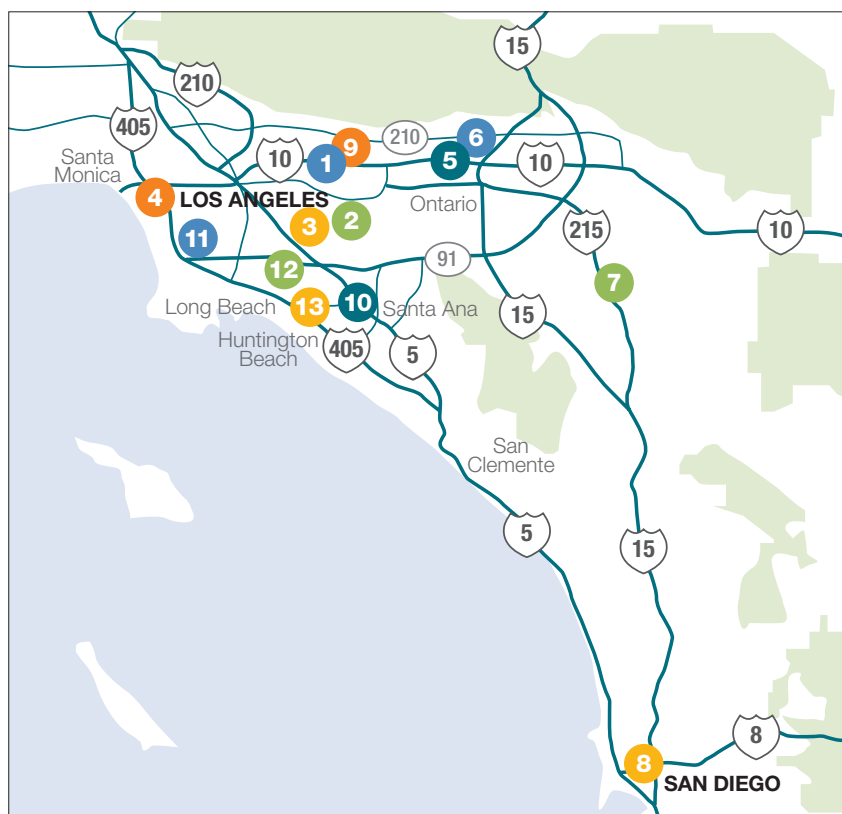 15
210
405
210
6
9
10
1
5
10
Santa
Monica
4
LOS ANGELES
Ontario
3
2
11
215
10
91
12
7
Long Beach
13
10
Santa Ana
15
Huntington
Beach
405
5
San
Clemente
5
15
8
8
SAN DIEGO